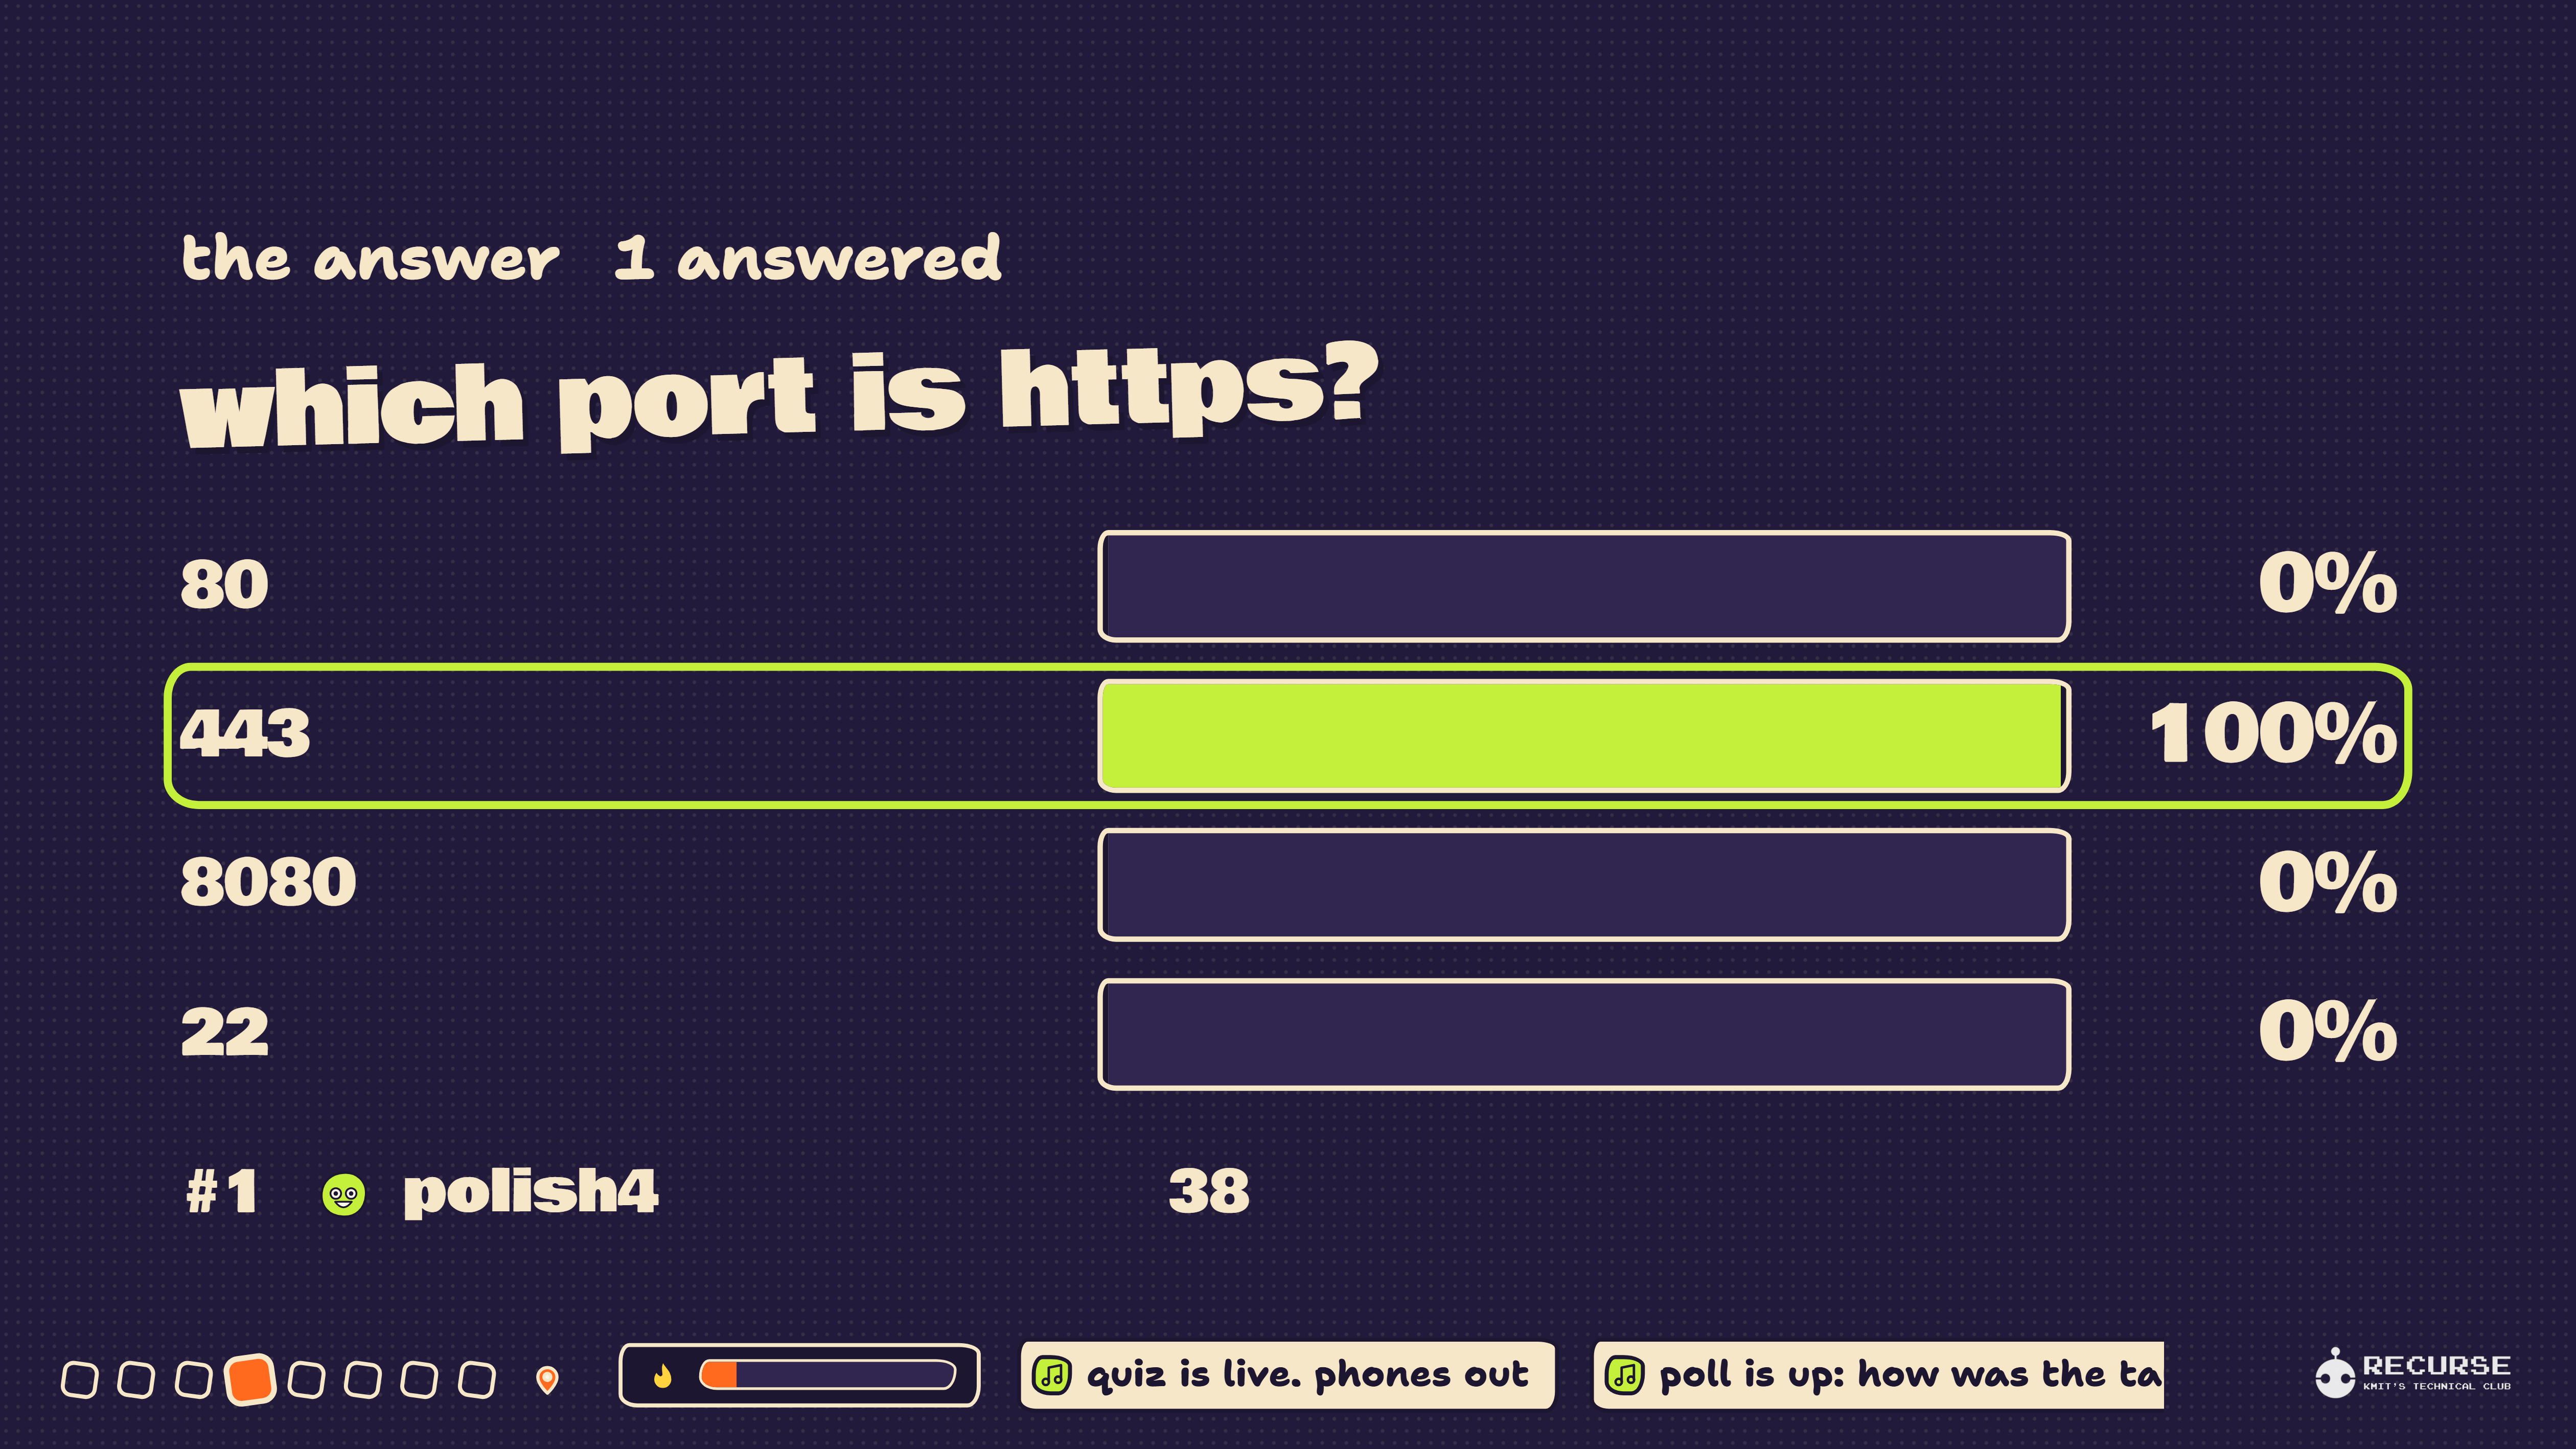 the answer 1 answered
which port is https?
80 0%
443 100%
8080 0%
22 0%
#1 polish4 38
quiz is live. phones out
poll is up: how was the ta
RECURSE
KMIT'S TECHNICAL CLUB